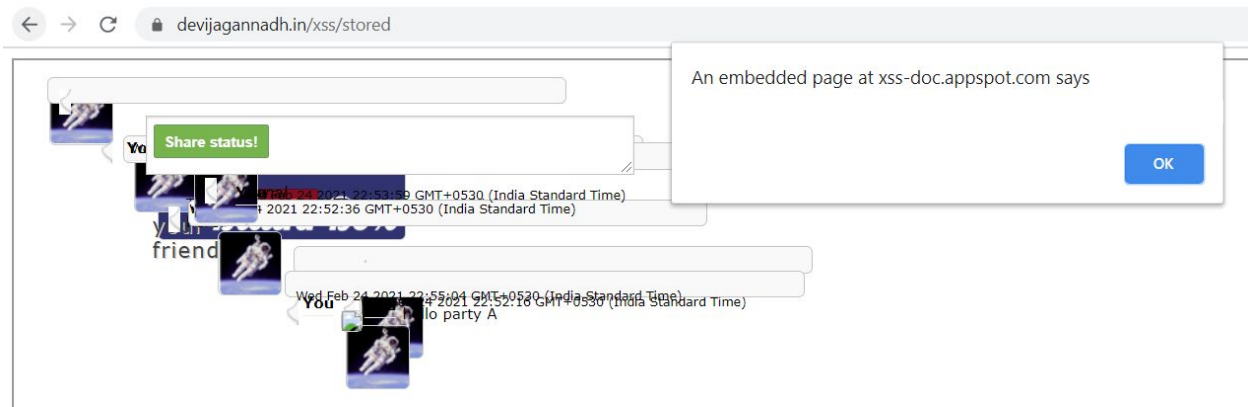 devijagannadh.in/xss/stored
An embedded page at xss-doc.appspot.com says
OK
Share status!
Feb 24 2021 22:53:59 GMT+0530 (India Standard Time)
2021 22:52:36 GMT+0530 (India Standard Time)
friend
Wed Feb 24 2021 22:55:04 GMT+0530 (India Standard Time)
2021 22:52:16 GMT+0530 (India Standard Time)
You
party A